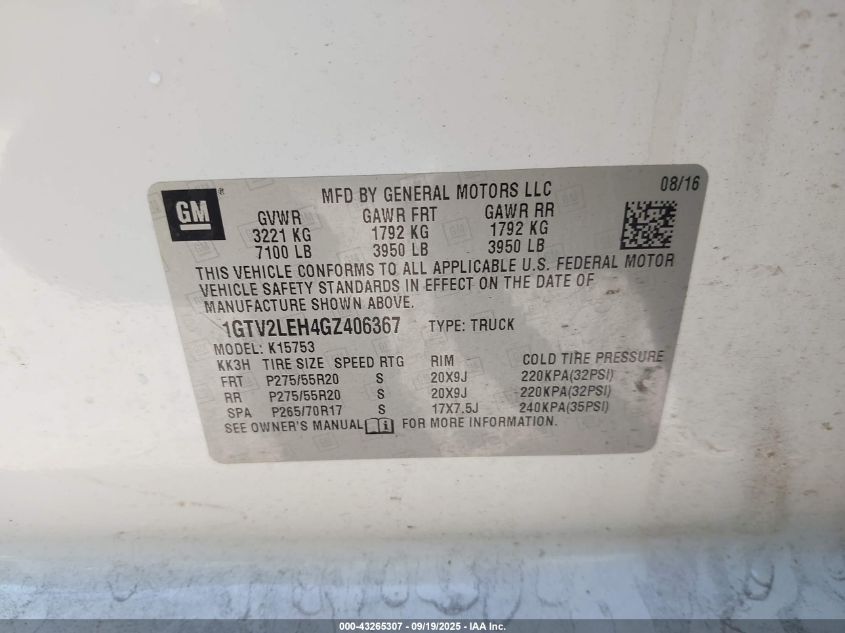 GM
®
MFD BY GENERAL MOTORS LLC
08/16
GVWR GAWR FRT GAWR RR
3221 KG 1792 KG 1792 KG
7100 LB 3950 LB 3950 LB
THIS VEHICLE CONFORMS TO ALL APPLICABLE U.S. FEDERAL MOTOR
VEHICLE SAFETY STANDARDS IN EFFECT ON THE DATE OF
MANUFACTURE SHOWN ABOVE.
1GTV2LEH4GZ406367 TYPE: TRUCK
MODEL: K15753
KK3H TIRE SIZE SPEED RTG RIM COLD TIRE PRESSURE
FRT P275/55R20 S 20X9J 220KPA(32PSI)
RR P275/55R20 S 20X9J 220KPA(32PSI)
SPA P265/70R17 S 17X7.5J 240KPA(35PSI)
SEE OWNER'S MANUAL FOR MORE INFORMATION.
000-43265307 - 09/19/2025 - IAA Inc.